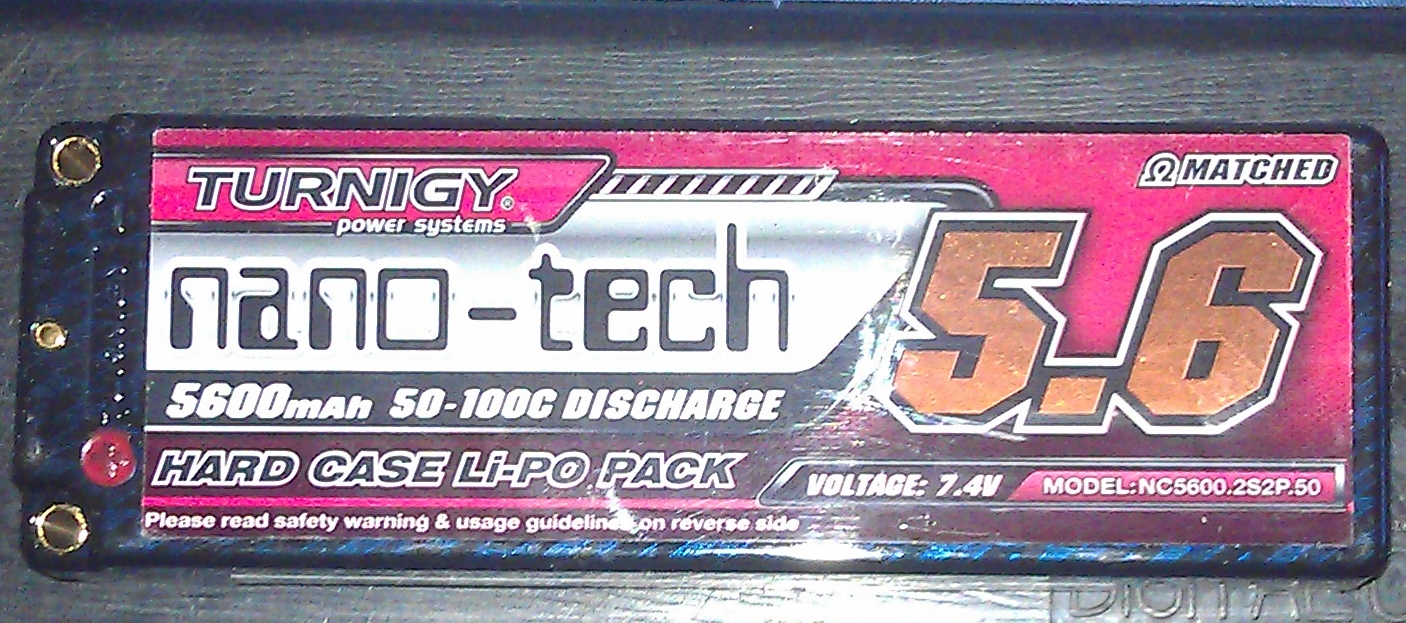 TURNIGY®
power systems
Ω MATCHED
nano-tech
5.6
5600mAh 50-100C DISCHARGE
HARD CASE Li-PO PACK
VOLTAGE: 7.4V
MODEL:NC5600.2S2P.50
Please read safety warning & usage guidelines on reverse side
DIGITAL